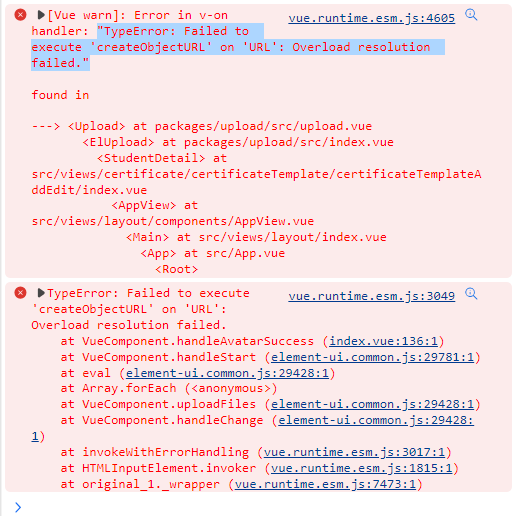 ▶[Vue warn]: Error in v-on vue.runtime.esm.js:4605
handler: "TypeError: Failed to
execute 'createObjectURL' on 'URL': Overload resolution
failed."
found in
---> <Upload> at packages/upload/src/upload.vue
<ElUpload> at packages/upload/src/index.vue
<StudentDetail> at
src/views/certificate/certificateTemplate/certificateTemplateA
ddEdit/index.vue
<AppView> at
src/views/layout/components/AppView.vue
<Main> at src/views/layout/index.vue
<App> at src/App.vue
<Root>
▶TypeError: Failed to execute vue.runtime.esm.js:3049
'createObjectURL' on 'URL':
Overload resolution failed.
at VueComponent.handleAvatarSuccess (index.vue:136:1)
at VueComponent.handleStart (element-ui.common.js:29781:1)
at eval (element-ui.common.js:29428:1)
at Array.forEach (<anonymous>)
at VueComponent.uploadFiles (element-ui.common.js:29428:1)
at VueComponent.handleChange (element-ui.common.js:29428:
1)
at invokeWithErrorHandling (vue.runtime.esm.js:3017:1)
at HTMLInputElement.invoker (vue.runtime.esm.js:1815:1)
at original_1._wrapper (vue.runtime.esm.js:7473:1)